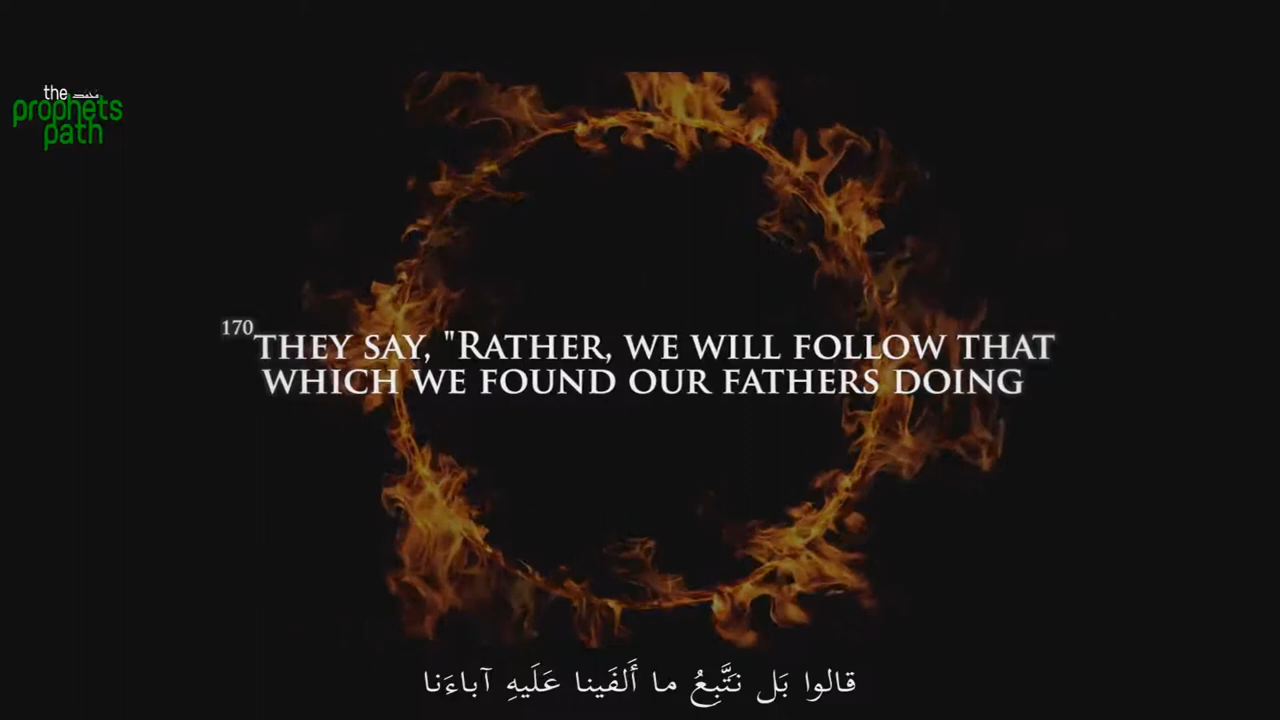 the
prophets
path
170 THEY SAY, "RATHER, WE WILL FOLLOW THAT
WHICH WE FOUND OUR FATHERS DOING
قالوا بَل نَتَّبِعُ ما أَلفَينا عَلَيهِ آباءَنا